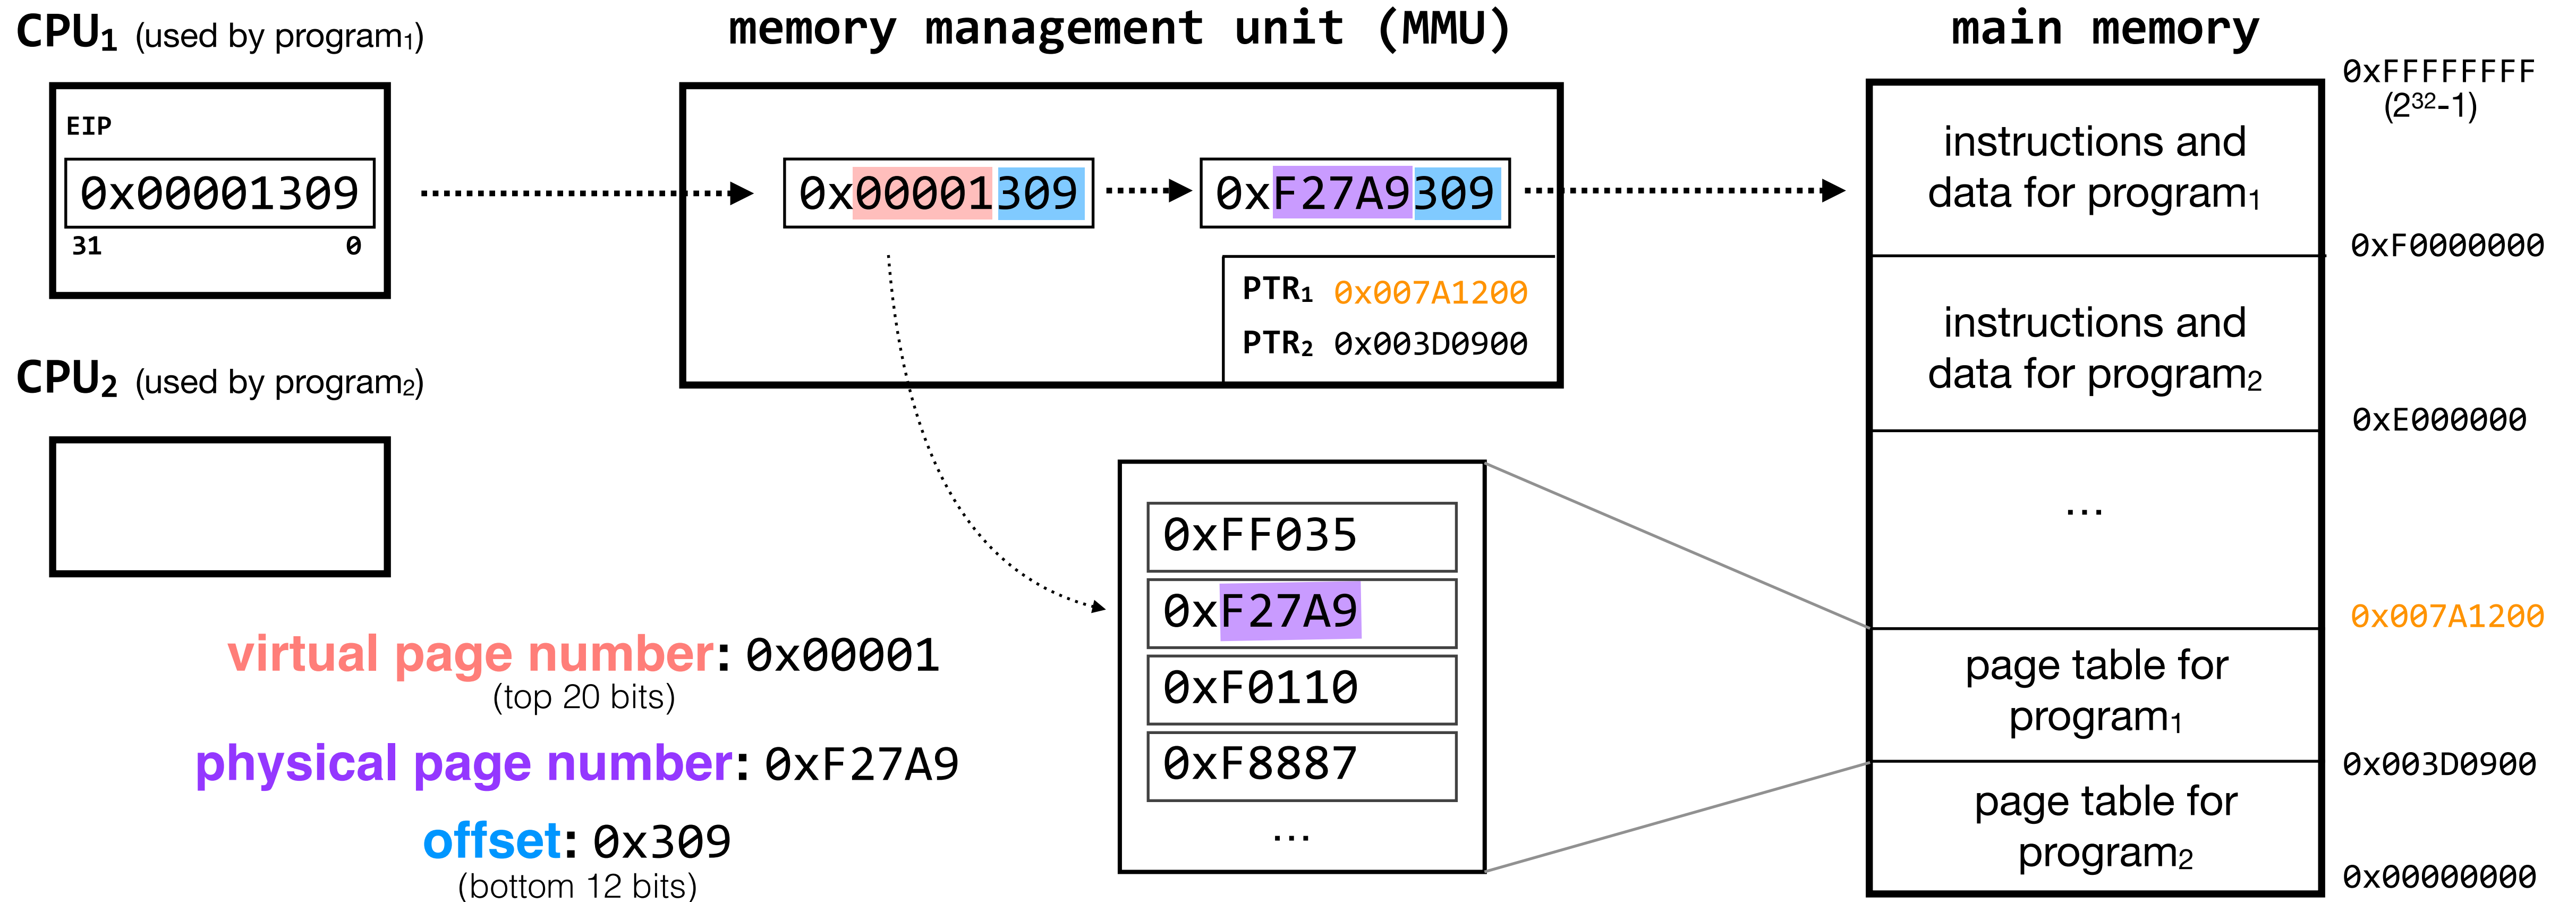 CPU₁ (used by program₁)
EIP
0x00001309
31 0
CPU₂ (used by program₂)
memory management unit (MMU)
0x00001309
0xF27A9309
PTR₁ 0x007A1200
PTR₂ 0x003D0900
0xFF035
0xF27A9
0xF0110
0xF8887
...
virtual page number: 0x00001
(top 20 bits)
physical page number: 0xF27A9
offset: 0x309
(bottom 12 bits)
main memory
0xFFFFFFFF
(2³²-1)
instructions and
data for program₁
0xF0000000
instructions and
data for program₂
0xE000000
...
0x007A1200
page table for
program₁
0x003D0900
page table for
program₂
0x00000000